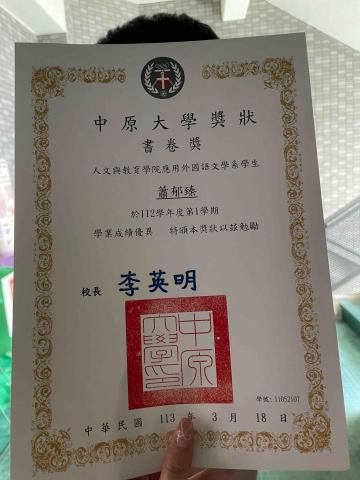 中原大學獎狀
書卷獎
人文與教育學院應用外國語文學系學生
蕭郁臻
於112學年度第1學期
學業成績優異 特頒本獎狀以茲勉勵
校長 李英明
中原大學印
學號: 11052107
中華民國 113 年 3 月 18 日